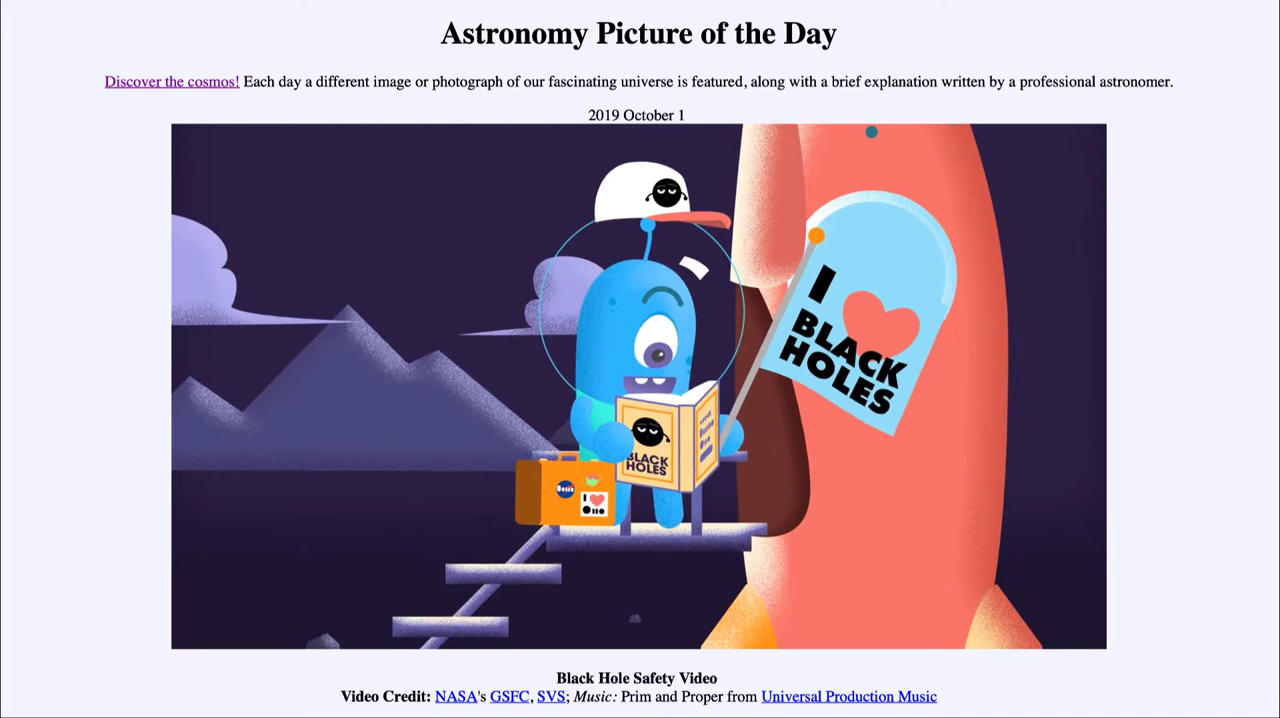 Astronomy Picture of the Day
Discover the cosmos! Each day a different image or photograph of our fascinating universe is featured, along with a brief explanation written by a professional astronomer.
2019 October 1
I
BLACK
HOLES
BLACK
HOLES
I
Black Hole Safety Video
Video Credit: NASA's GSFC, SVS; Music: Prim and Proper from Universal Production Music